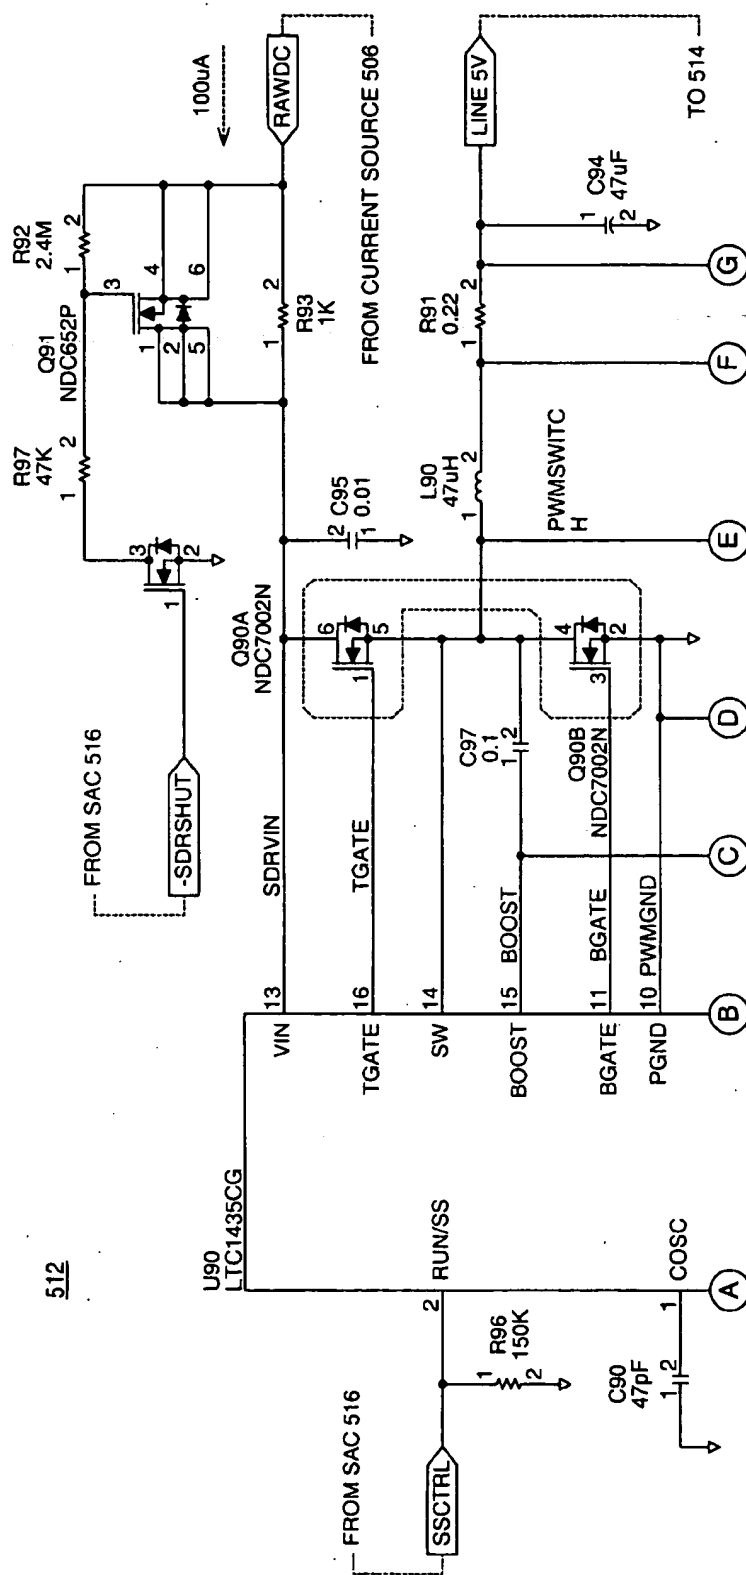 512
FROM SAC 516
SSCTRL
1
R96
150K
2
C90
47pF
1 2
U90
LTC1435CG
2
RUN/SS
1
COSC
A
VIN
13
SDRVIN
TGATE
16
TGATE
SW
14
BOOST
15
BOOST
BGATE
11
BGATE
PGND
10
PWMGND
B
C
D
FROM SAC 516
-SDRSHUT
1
3
2
R97
47K
1
2
Q91
NDC652P
3
1
2
5
4
6
R92
2.4M
1
2
100uA
RAWDC
R93
1K
1
2
FROM CURRENT SOURCE 506
Q90A
NDC7002N
6
5
1
C95
0.01
2
1
C97
0.1
1 2
Q90B
NDC7002N
4
2
3
PWMSWITC
H
E
L90
47uH
1
2
F
R91
0.22
1
2
G
C94
47uF
1
2
LINE 5V
TO 514